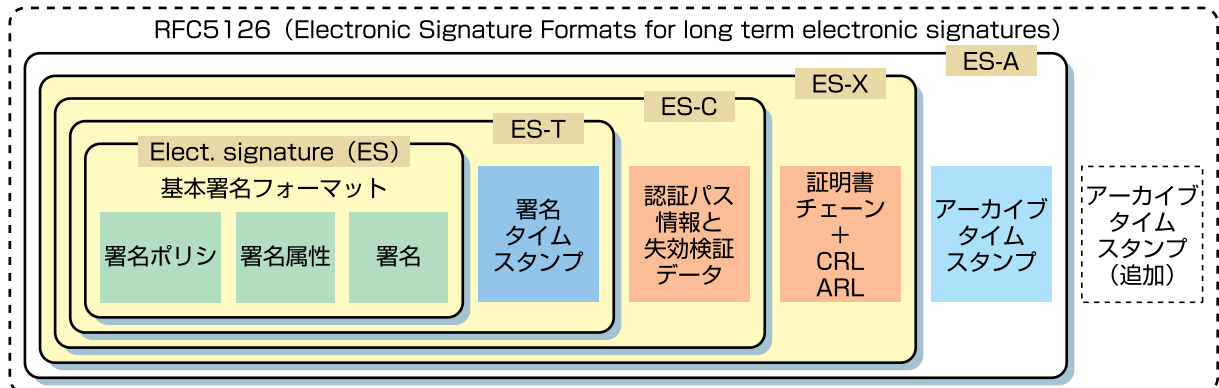 RFC5126（Electronic Signature Formats for long term electronic signatures）
ES-A
ES-X
ES-C
ES-T
Elect. signature（ES）
基本署名フォーマット
署名ポリシ
署名属性
署名
署名
タイム
スタンプ
認証パス
情報と
失効検証
データ
証明書
チェーン
＋
CRL
ARL
アーカイブ
タイム
スタンプ
アーカイブ
タイム
スタンプ
（追加）